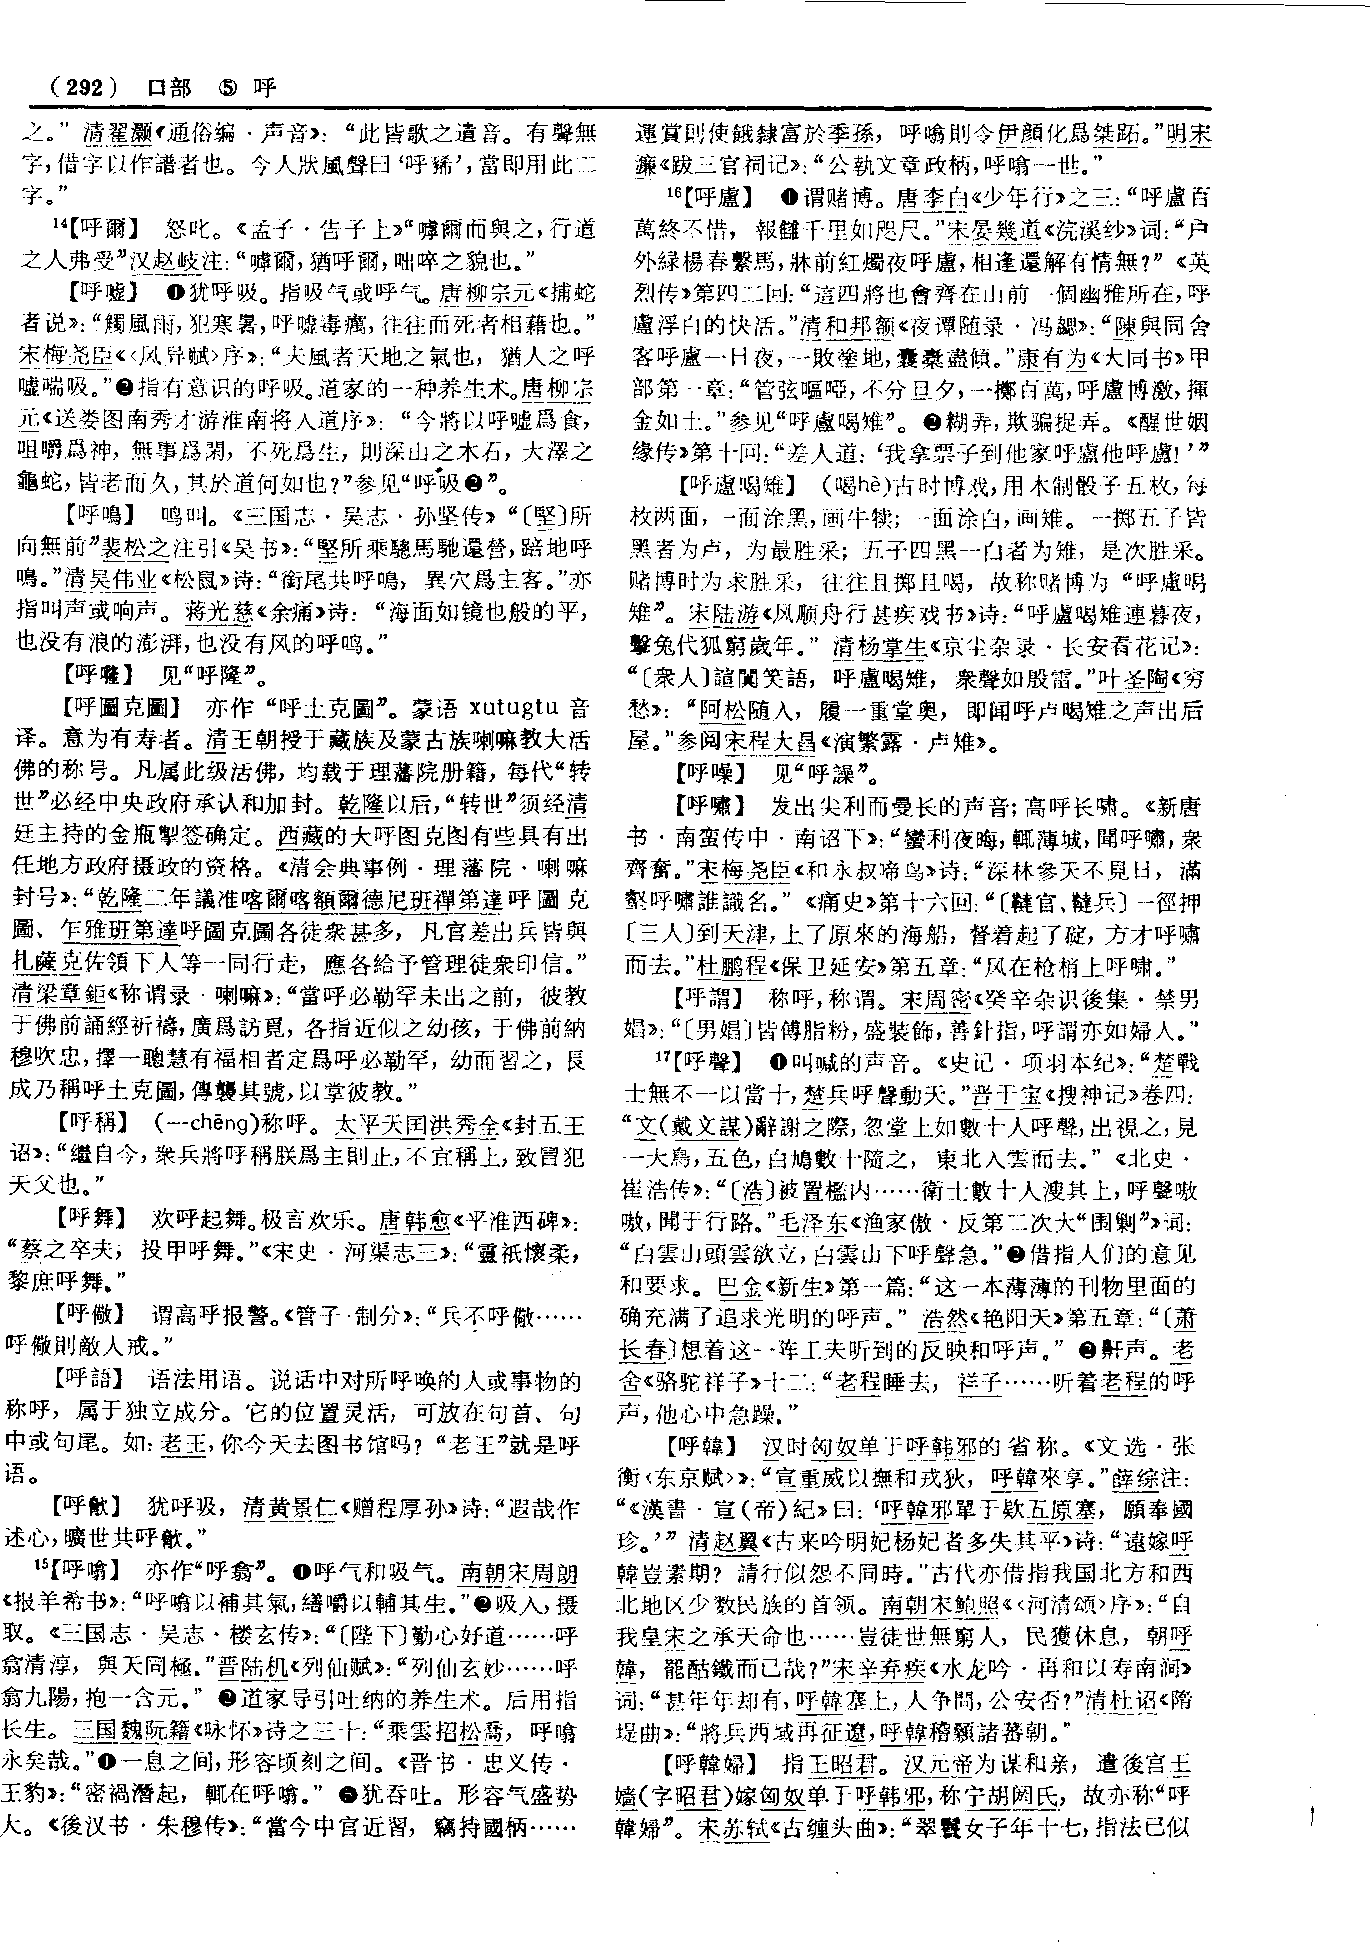 （292） 口部 ⑤ 呼
之。”清翟灏《通俗编·声音》：“此皆歌之遺音。有聲無
字，借字以作譜者也。今人狀風聲曰‘呼豨’，當即用此二
字。”
14【呼爾】 怒叱。《孟子·告子上》“嘑爾而與之，行道
之人弗受”汉赵岐注：“嘑爾，猶呼爾，咄啐之貌也。”
【呼嘘】 ❶犹呼吸。指吸气或呼气。唐柳宗元《捕蛇
者说》：“觸風雨，犯寒暑，呼嘘毒癘，往往而死者相藉也。”
宋梅尧臣《〈风异赋〉序》：“夫風者天地之氣也，猶人之呼
嘘喘吸。”❷指有意识的呼吸。道家的一种养生术。唐柳宗
元《送娄图南秀才游淮南将入道序》：“今將以呼嘘爲食，
咀嚼爲神，無事爲閑，不死爲生，則深山之木石，大澤之
龜蛇，皆老而久，其於道何如也？”参见“呼吸❷”。
【呼鳴】 鸣叫。《三国志·吴志·孙坚传》“〔堅〕所
向無前”裴松之注引《吴书》：“堅所乘驄馬馳還營，踣地呼
鳴。”清吴伟业《松鼠》诗：“銜尾共呼鳴，異穴爲主客。”亦
指叫声或响声。蒋光慈《余痛》诗：“海面如镜也般的平，
也没有浪的澎湃，也没有风的呼鸣。”
【呼嚨】 见“呼隆”。
【呼圖克圖】 亦作“呼土克圖”。蒙语 xutugtu 音
译。意为有寿者。清王朝授于藏族及蒙古族喇嘛教大活
佛的称号。凡属此级活佛，均载于理藩院册籍，每代“转
世”必经中央政府承认和加封。乾隆以后，“转世”须经清
廷主持的金瓶掣签确定。西藏的大呼图克图有些具有出
任地方政府摄政的资格。《清会典事例·理藩院·喇嘛
封号》：“乾隆二年議准喀爾喀額爾德尼班禪第達呼圖克
圖、乍雅班第達呼圖克圖各徒衆甚多，凡官差出兵皆與
扎薩克佐領下人等一同行走，應各給予管理徒衆印信。”
清梁章鉅《称谓录·喇嘛》：“當呼必勒罕未出之前，彼教
于佛前誦經祈禱，廣爲訪覓，各指近似之幼孩，于佛前納
穆吹忠，擇一聰慧有福相者定爲呼必勒罕，幼而習之，長
成乃稱呼土克圖，傳襲其號，以掌彼教。”
【呼稱】 （—chēng）称呼。太平天囯洪秀全《封五王
诏》：“繼自今，衆兵將呼稱朕爲主則止，不宜稱上，致冒犯
天父也。”
【呼舞】 欢呼起舞。极言欢乐。唐韩愈《平淮西碑》：
“蔡之卒夫，投甲呼舞。”《宋史·河渠志三》：“靈祇懷柔，
黎庶呼舞。”
【呼儆】 谓高呼报警。《管子·制分》：“兵不呼儆……
呼儆則敵人戒。”
【呼語】 语法用语。说话中对所呼唤的人或事物的
称呼，属于独立成分。它的位置灵活，可放在句首、句
中或句尾。如：老王，你今天去图书馆吗？“老王”就是呼
语。
【呼歙】 犹呼吸，清黄景仁《赠程厚孙》诗：“遐哉作
述心，曠世共呼歙。”
15【呼噏】 亦作“呼翕”。❶呼气和吸气。南朝宋周朗
《报羊希书》：“呼噏以補其氣，繕嚼以輔其生。”❷吸入，摄
取。《三国志·吴志·楼玄传》：“〔陛下〕勤心好道……呼
翕清淳，與天同極。”晋陆机《列仙赋》：“列仙玄妙……呼
翕九陽，抱一含元。”❷道家导引吐纳的养生术。后用指
长生。三国魏阮籍《咏怀》诗之三十：“乘雲招松喬，呼噏
永矣哉。”❶一息之间，形容顷刻之间。《晋书·忠义传·
王豹》：“密禍潛起，輒在呼噏。”❺犹吞吐。形容气盛势
大。《後汉书·朱穆传》：“當今中官近習，竊持國柄……
運賞則使餓隸富於季孫，呼噏則令伊顔化爲桀跖。”明宋
濂《跋三官祠记》：“公執文章政柄，呼噏一世。”
16【呼盧】 ❶谓赌博。唐李白《少年行》之三：“呼盧百
萬終不惜，報讎千里如咫尺。”宋晏幾道《浣溪纱》词：“户
外緑楊春繫馬，牀前紅燭夜呼盧，相逢還解有情無？”《英
烈传》第四二回：“這四將也會齊在山前一個幽雅所在，呼
盧浮白的快活。”清和邦额《夜谭随录·冯勰》：“陳與同舍
客呼盧一日夜，一敗塗地，囊橐盡傾。”康有为《大同书》甲
部第一章：“管弦嘔啞，不分旦夕，一擲百萬，呼盧博激，揮
金如土。”参见“呼盧喝雉”。❷糊弄，欺骗捉弄。《醒世姻
缘传》第十回：“差人道：‘我拿票子到他家呼盧他呼盧！’”
【呼盧喝雉】 （喝hè）古时博戏，用木制骰子五枚，每
枚两面，一面涂黑，画牛犊；一面涂白，画雉。一掷五子皆
黑者为卢，为最胜采；五子四黑一白者为雉，是次胜采。
赌博时为求胜采，往往且掷且喝，故称赌博为“呼盧喝
雉”。宋陆游《风顺舟行甚疾戏书》诗：“呼盧喝雉連暮夜，
擊兔伐狐窮歲年。”清杨掌生《京尘杂录·长安看花记》：
“〔衆人〕諠闐笑語，呼盧喝雉，衆聲如殷雷。”叶圣陶《穷
愁》：“阿松随入，履一重堂奥，即闻呼卢喝雉之声出后
屋。”参阅宋程大昌《演繁露·卢雉》。
【呼噪】 见“呼譟”。
【呼嘯】 发出尖利而曼长的声音；高呼长啸。《新唐
书·南蛮传中·南诏下》：“蠻利夜晦，輒薄城，聞呼嘯，衆
齊奮。”宋梅尧臣《和永叔啼鸟》诗：“深林參天不見日，滿
壑呼嘯誰識名。”《痛史》第十六回：“〔韃官、韃兵〕一徑押
〔三人〕到天津，上了原來的海船，督着起了碇，方才呼嘯
而去。”杜鹏程《保卫延安》第五章：“风在枪梢上呼啸。”
【呼謂】 称呼，称谓。宋周密《癸辛杂识後集·禁男
娼》：“〔男娼〕皆傅脂粉，盛裝飾，善針指，呼謂亦如婦人。”
17【呼聲】 ❶叫喊的声音。《史记·项羽本纪》：“楚戰
士無不一以當十，楚兵呼聲動天。”晋干宝《搜神记》卷四：
“文（戴文謀）辭謝之際，忽堂上如數十人呼聲，出視之，見
一大鳥，五色，白鳩數十隨之，東北入雲而去。”《北史·
崔浩传》：“〔浩〕被置檻内……衛士數十人溲其上，呼聲嗷
嗷，聞于行路。”毛泽东《渔家傲·反第二次大“围剿”》词：
“白雲山頭雲欲立，白雲山下呼聲急。”❷借指人们的意见
和要求。巴金《新生》第一篇：“这一本薄薄的刊物里面的
确充满了追求光明的呼声。”浩然《艳阳天》第五章：“〔萧
长春〕想着这一阵工夫听到的反映和呼声。”❷鼾声。老
舍《骆驼祥子》十二：“老程睡去，祥子……听着老程的呼
声，他心中急躁。”
【呼韓】 汉时匈奴单于呼韩邪的省称。《文选·张
衡〈东京赋〉》：“宣重威以撫和戎狄，呼韓來享。”薛综注：
“《漢書·宣（帝）紀》曰：‘呼韓邪單于款五原塞，願奉國
珍。’”清赵翼《古来吟明妃杨妃者多失其平》诗：“遠嫁呼
韓豈素期？請行似怨不同時。”古代亦借指我国北方和西
北地区少数民族的首领。南朝宋鲍照《〈河清颂〉序》：“自
我皇宋之承天命也……豈徒世無窮人，民獲休息，朝呼
韓，罷酤鐵而已哉？”宋辛弃疾《水龙吟·再和以寿南涧》
词：“甚年年却有，呼韓塞上，人争問，公安否？”清杜诏《隋
堤曲》：“將兵西域再征遼，呼韓稽顙諸蕃朝。”
【呼韓婦】 指王昭君。汉元帝为谋和亲，遣後宫王
嫱（字昭君）嫁匈奴单于呼韩邪，称宁胡阏氏，故亦称“呼
韓婦”。宋苏轼《古缠头曲》：“翠鬟女子年十七，指法已似